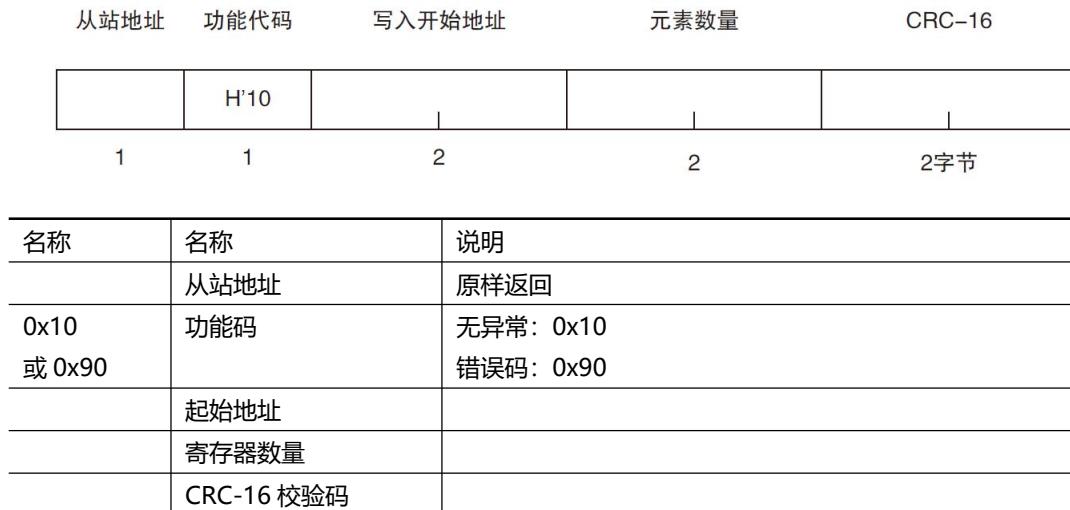 从站地址 功能代码 写入开始地址 元素数量 CRC-16
H'10
1 1 2 2 2字节
名称 名称 说明
从站地址 原样返回
0x10 功能码 无异常：0x10
或 0x90 错误码：0x90
起始地址
寄存器数量
CRC-16 校验码